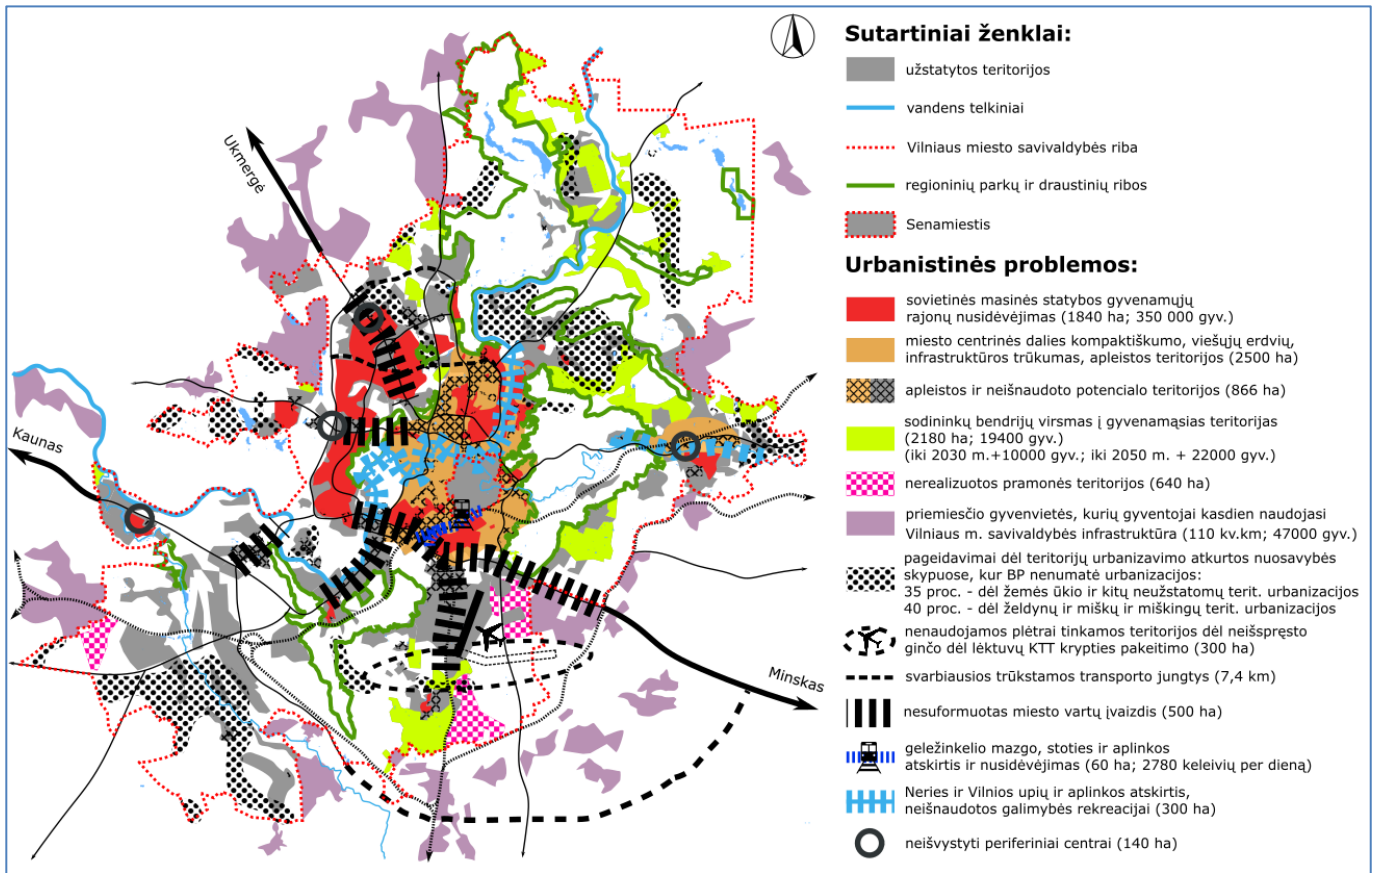 Sutartiniai ženklai:
užstatytos teritorijos
vandens telkiniai
Vilniaus miesto savivaldybės riba
regioninių parkų ir draustinių ribos
Senamiestis
Urbanistinės problemos:
sovietinės masinės statybos gyvenamųjų
rajonų nusidėvėjimas (1840 ha; 350 000 gyv.)
miesto centrinės dalies kompaktiškumo, viešųjų erdvių,
infrastruktūros trūkumas, apleistos teritorijos (2500 ha)
apleistos ir neišnaudoto potencialo teritorijos (866 ha)
sodininkų bendrijų virsmas į gyvenamąsias teritorijas
(2180 ha; 19400 gyv.)
(iki 2030 m.+10000 gyv.; iki 2050 m. + 22000 gyv.)
nerealizuotos pramonės teritorijos (640 ha)
priemiesčio gyvenvietės, kurių gyventojai kasdien naudojasi
Vilniaus m. savivaldybės infrastruktūra (110 kv.km; 47000 gyv.)
pageidavimai dėl teritorijų urbanizavimo atkurtos nuosavybės
skypuose, kur BP nenumatė urbanizacijos:
35 proc. - dėl žemės ūkio ir kitų neužstatomų terit. urbanizacijos
40 proc. - dėl želdynų ir miškų ir miškingų terit. urbanizacijos
nenaudojamos plėtrai tinkamos teritorijos dėl neišspręsto
ginčo dėl lėktuvų KTT krypties pakeitimo (300 ha)
svarbiausios trūkstamos transporto jungtys (7,4 km)
nesuformuotas miesto vartų įvaizdis (500 ha)
geležinkelio mazgo, stoties ir aplinkos
atskirtis ir nusidėvėjimas (60 ha; 2780 keleivių per dieną)
Neries ir Vilnios upių ir aplinkos atskirtis,
neišnaudotos galimybės rekreacijai (300 ha)
neišvystyti periferiniai centrai (140 ha)
Ukmergė
Kaunas
Minskas